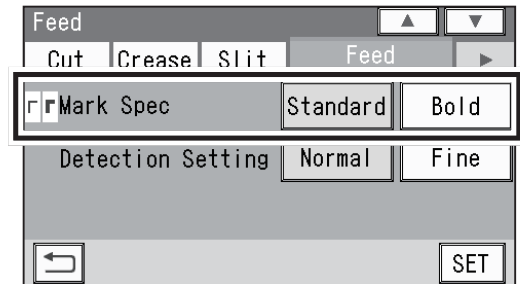 Feed
Cut Crease Slit Feed
Mark Spec Standard Bold
Detection Setting Normal Fine
SET